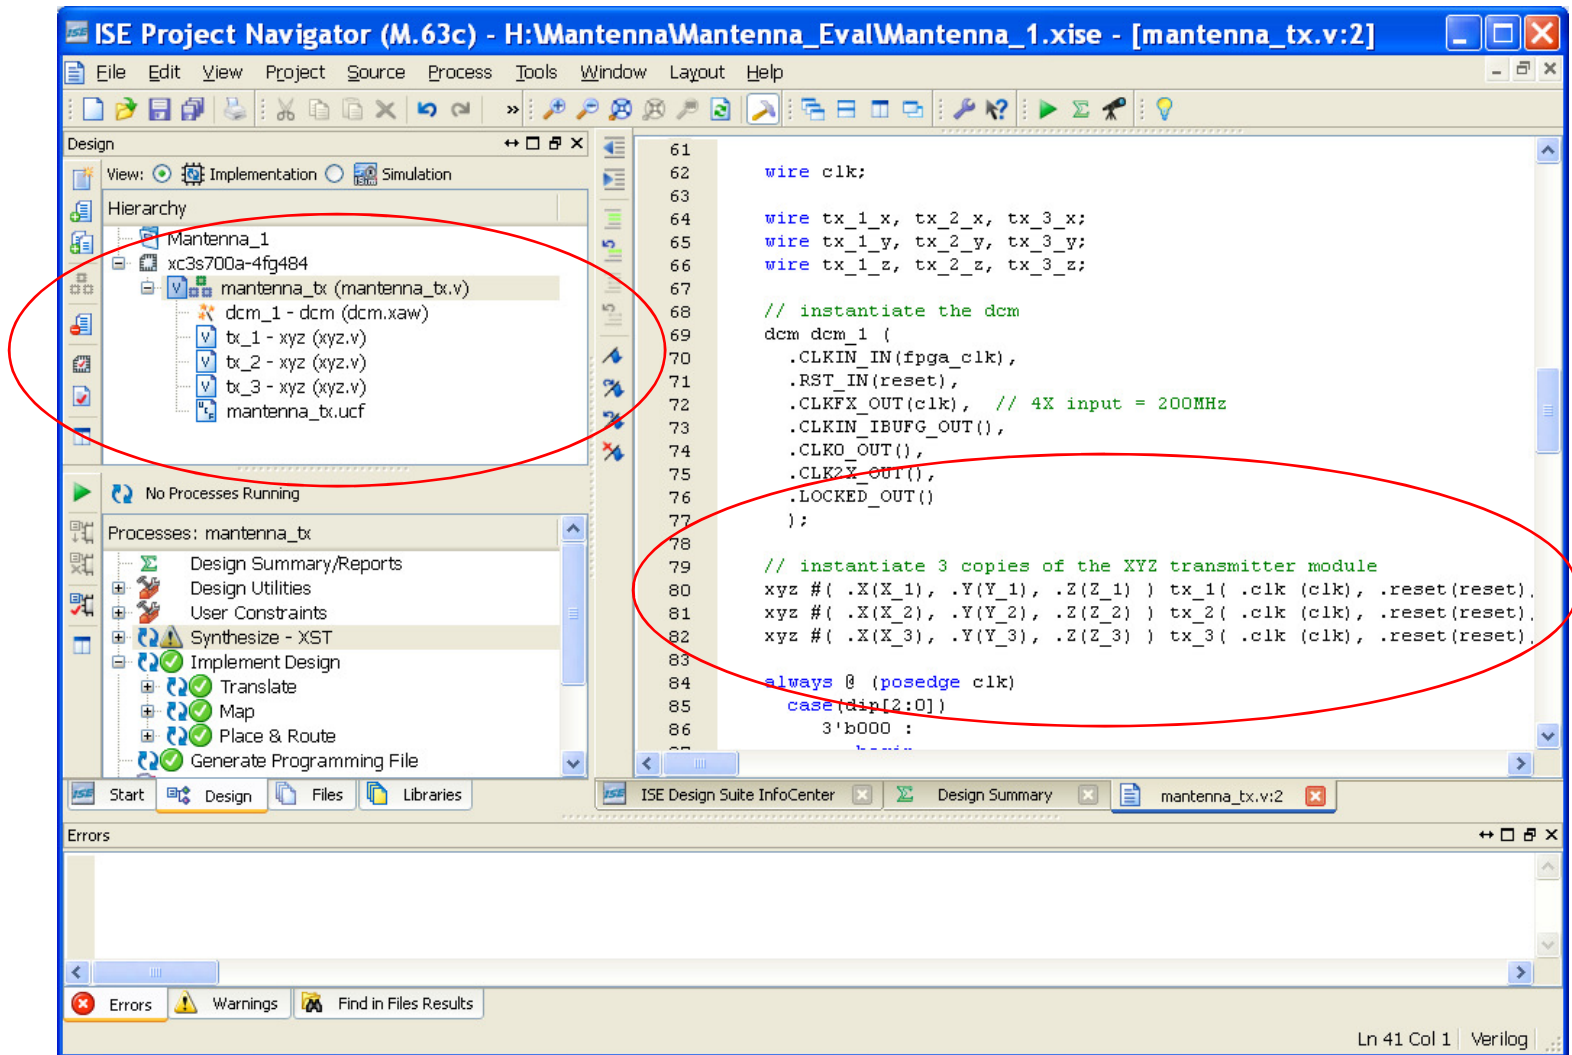 ISE Project Navigator (M.63c) - H:\Mantenna\Mantenna_Eval\Mantenna_1.xise - [mantenna_tx.v:2]
File Edit View Project Source Process Tools Window Layout Help
Design
View: Implementation Simulation
Hierarchy
Mantenna_1
xc3s700a-4fg484
mantenna_tx (mantenna_tx.v)
dcm_1 - dcm (dcm.xaw)
tx_1 - xyz (xyz.v)
tx_2 - xyz (xyz.v)
tx_3 - xyz (xyz.v)
mantenna_tx.ucf
No Processes Running
Processes: mantenna_tx
Design Summary/Reports
Design Utilities
User Constraints
Synthesize - XST
Implement Design
Translate
Map
Place & Route
Generate Programming File
Start Design Files Libraries
61
62 wire clk;
63
64 wire tx_1_x, tx_2_x, tx_3_x;
65 wire tx_1_y, tx_2_y, tx_3_y;
66 wire tx_1_z, tx_2_z, tx_3_z;
67
68 // instantiate the dcm
69 dcm dcm_1 (
70 .CLKIN_IN(fpga_clk),
71 .RST_IN(reset),
72 .CLKFX_OUT(clk), // 4X input = 200MHz
73 .CLKIN_IBUFG_OUT(),
74 .CLK0_OUT(),
75 .CLK2X_OUT(),
76 .LOCKED_OUT()
77 );
78
79 // instantiate 3 copies of the XYZ transmitter module
80 xyz #( .X(X_1), .Y(Y_1), .Z(Z_1) ) tx_1( .clk (clk), .reset(reset),
81 xyz #( .X(X_2), .Y(Y_2), .Z(Z_2) ) tx_2( .clk (clk), .reset(reset),
82 xyz #( .X(X_3), .Y(Y_3), .Z(Z_3) ) tx_3( .clk (clk), .reset(reset),
83
84 always @ (posedge clk)
85 case(dip[2:0])
86 3'b000 :
87 begin
ISE Design Suite InfoCenter Design Summary mantenna_tx.v:2
Errors
Errors Warnings Find in Files Results
Ln 41 Col 1 Verilog